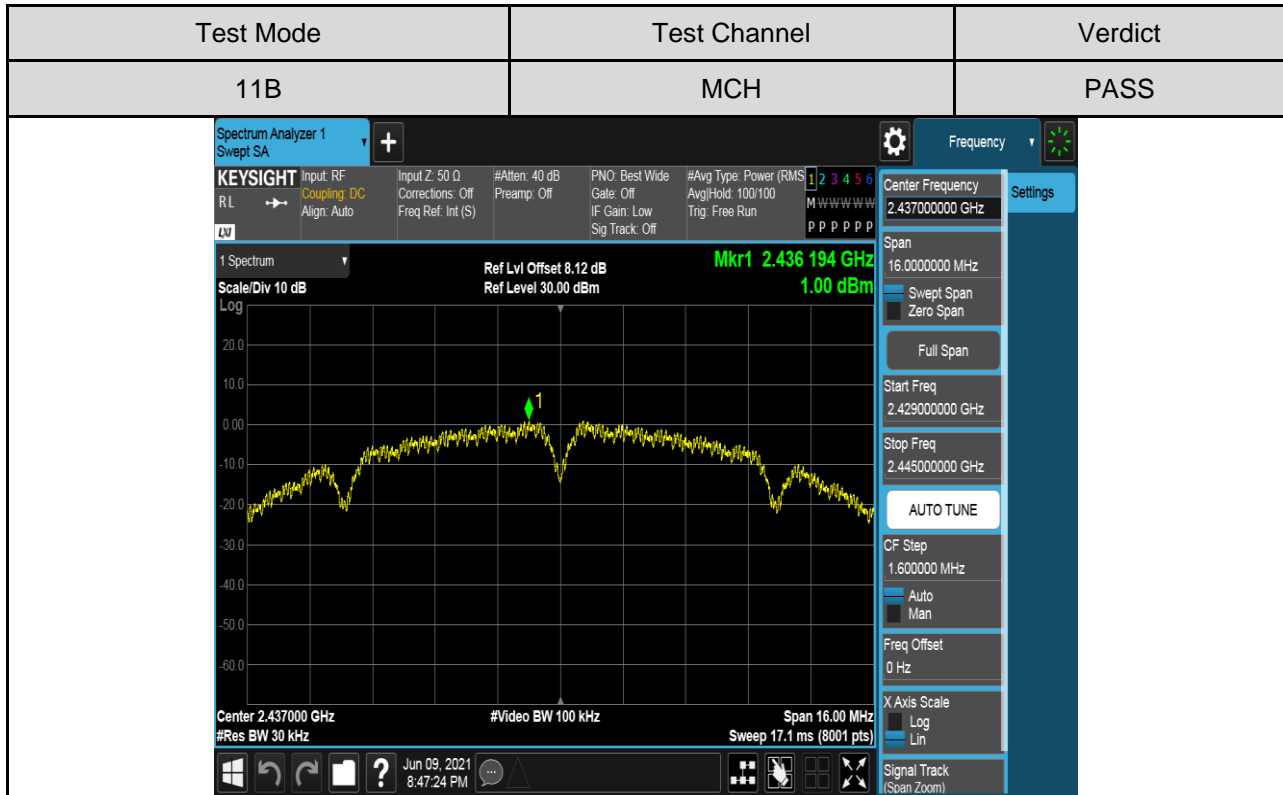 Test Mode Test Channel Verdict
11B MCH PASS
Spectrum Analyzer 1
Swept SA
+
Frequency
KEYSIGHT
RL
LXI
Input: RF
Coupling: DC
Align: Auto
Input Z: 50 Ω
Corrections: Off
Freq Ref: Int (S)
#Atten: 40 dB
Preamp: Off
PNO: Best Wide
Gate: Off
IF Gain: Low
Sig Track: Off
#Avg Type: Power (RMS
Avg|Hold: 100/100
Trig: Free Run
1 2 3 4 5 6
M W W W W W
P P P P P P
1 Spectrum
Scale/Div 10 dB
Log
Ref Lvl Offset 8.12 dB
Ref Level 30.00 dBm
Mkr1 2.436 194 GHz
1.00 dBm
20.0
10.0
0.00
-10.0
-20.0
-30.0
-40.0
-50.0
-60.0
1
Center 2.437000 GHz
#Res BW 30 kHz
#Video BW 100 kHz
Span 16.00 MHz
Sweep 17.1 ms (8001 pts)
?
Jun 09, 2021
8:47:24 PM
Center Frequency
2.437000000 GHz
Span
16.0000000 MHz
Swept Span
Zero Span
Full Span
Start Freq
2.429000000 GHz
Stop Freq
2.445000000 GHz
AUTO TUNE
CF Step
1.600000 MHz
Auto
Man
Freq Offset
0 Hz
X Axis Scale
Log
Lin
Signal Track
(Span Zoom)
Settings